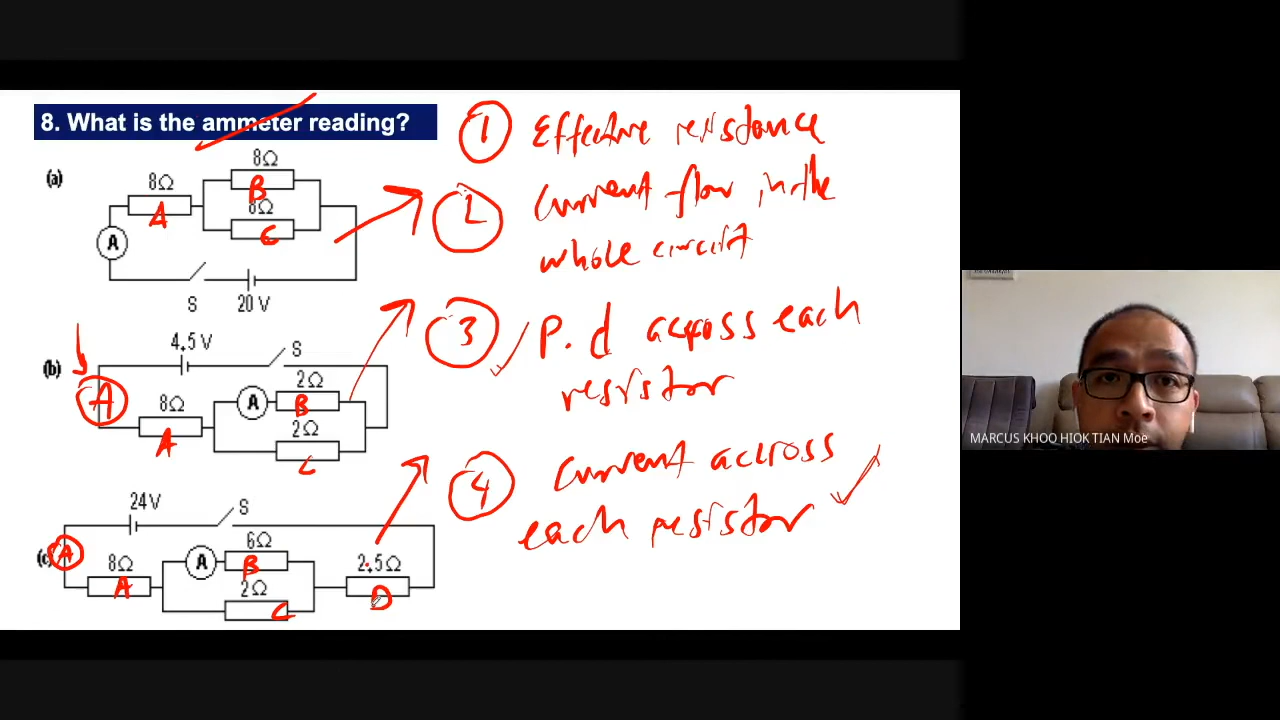 8. What is the ammeter reading?
(a)
8Ω
8Ω
B
8Ω
A
C
A
S
20 V
(b)
4.5 V
S
A
8Ω
A
2Ω
B
2Ω
A
C
24 V
S
(c)
A
8Ω
A
A
6Ω
B
2Ω
C
2.5Ω
D
1 Effective resistance
2 Current flow in the
whole circuit
3 P.d across each
resistor
4 Current across
each resistor
MARCUS KHOO HIOK TIAN Moe